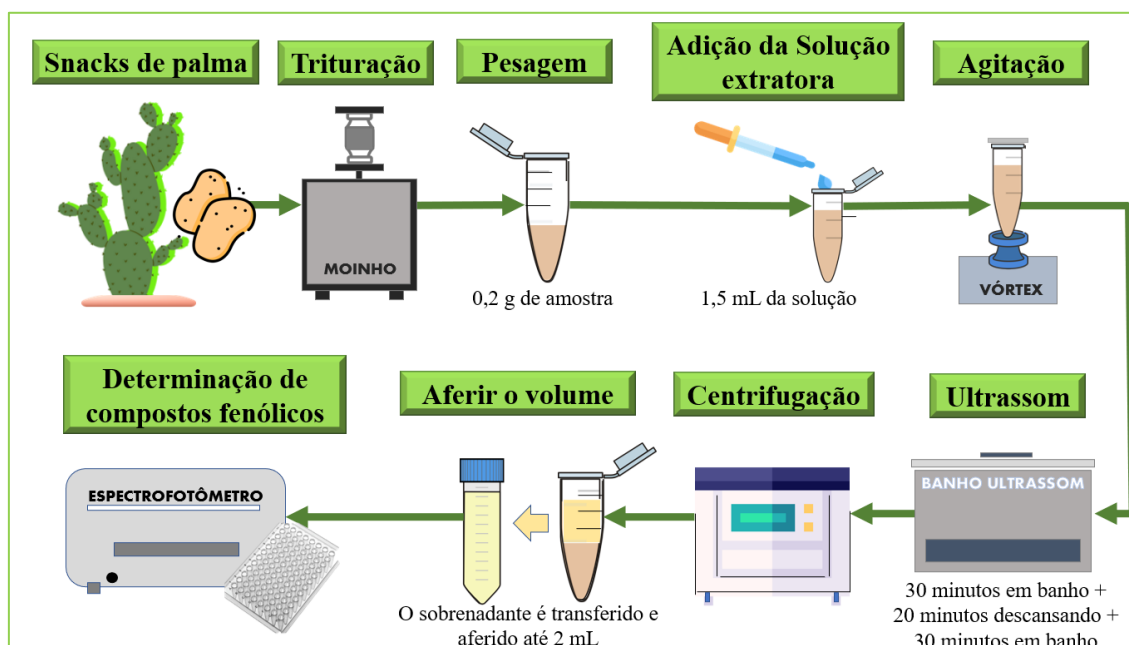 Snacks de palma
Trituração
Pesagem
Adição da Solução
extratora
Agitação
MOINHO
0,2 g de amostra
1,5 mL da solução
VÓRTEX
Determinação de
compostos fenólicos
Aferir o volume
Centrifugação
Ultrassom
ESPECTROFOTÔMETRO
BANHO ULTRASSOM
O sobrenadante é transferido e
aferido até 2 mL
30 minutos em banho +
20 minutos descansando +
30 minutos em banho